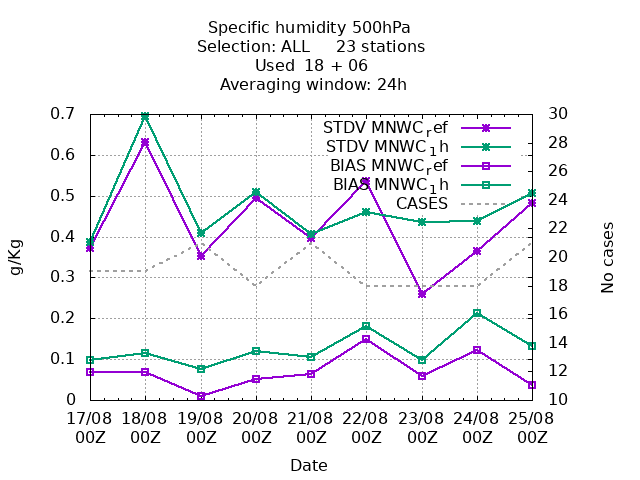 Specific humidity 500hPa
Selection: ALL 23 stations
Used 18 + 06
Averaging window: 24h
0.7
0.6
0.5
0.4
0.3
0.2
0.1
0
g/Kg
30
28
26
24
22
20
18
16
14
12
10
No cases
STDV MNWC_ref
STDV MNWC_1h
BIAS MNWC_ref
BIAS MNWC_1h
CASES
17/08 18/08 19/08 20/08 21/08 22/08 23/08 24/08 25/08
00Z 00Z 00Z 00Z 00Z 00Z 00Z 00Z 00Z
Date